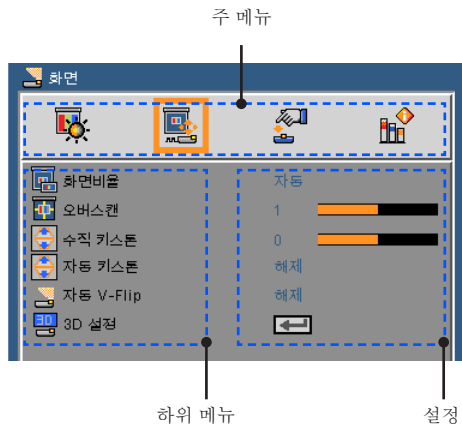 주 메뉴
화면
화면비율 자동
오버스캔 1
수직 키스톤 0
자동 키스톤 해제
자동 V-Flip 해제
3D 3D 설정
하위 메뉴 설정